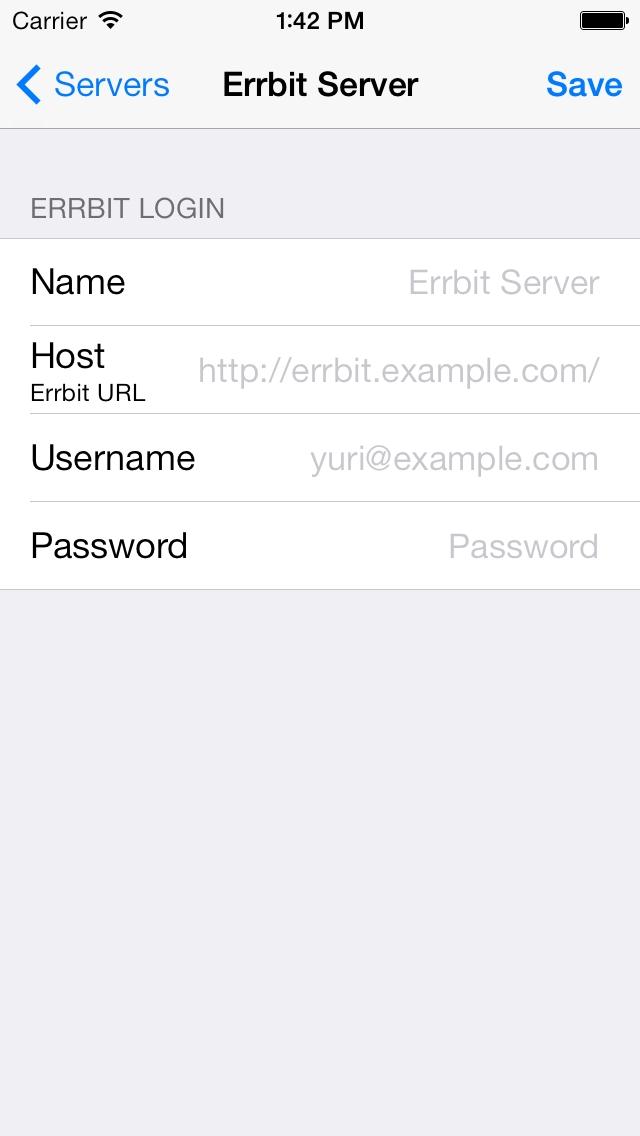 Carrier 1:42 PM
Servers Errbit Server Save
ERRBIT LOGIN
Name Errbit Server
Host http://errbit.example.com/
Errbit URL
Username yuri@example.com
Password Password